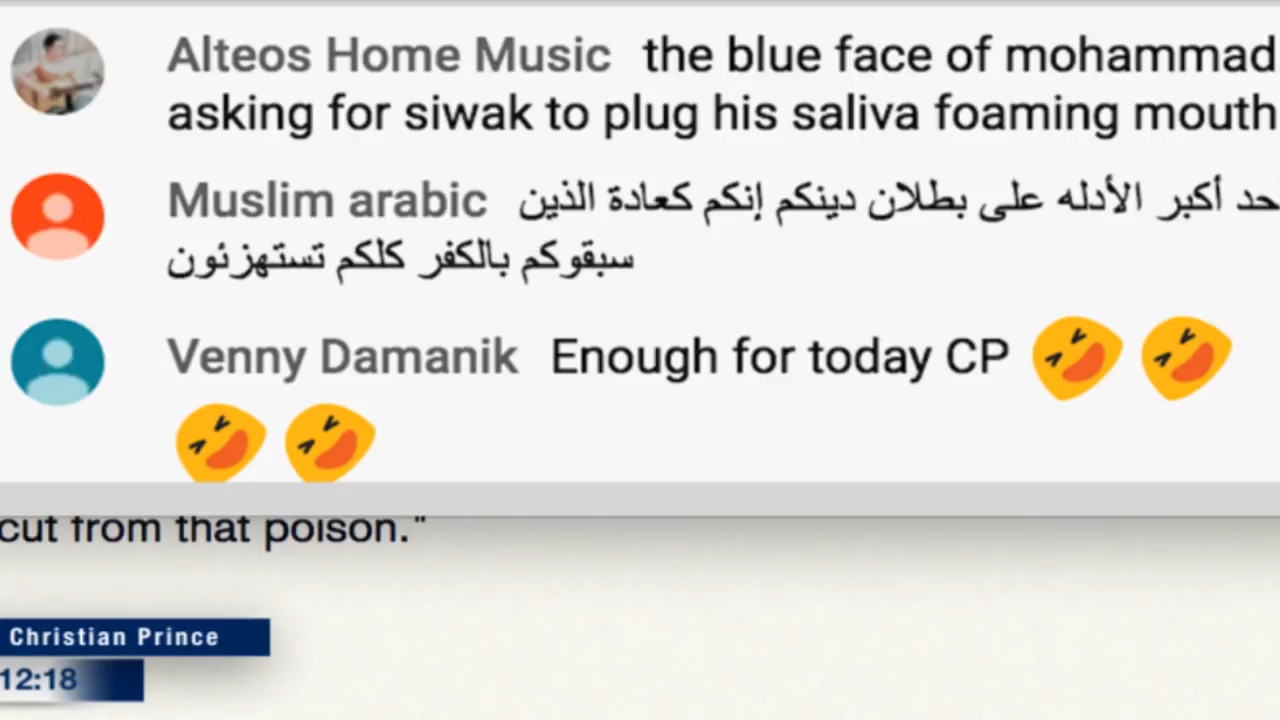 Alteos Home Music the blue face of mohammad
asking for siwak to plug his saliva foaming mouth
Muslim arabic أكبر الأدله على بطلان دينكم إنكم كعادة الذين
سبقوكم بالكفر كلكم تستهزئون
Venny Damanik Enough for today CP 🤣 🤣
🤣 🤣
cut from that poison."
Christian Prince
12:18